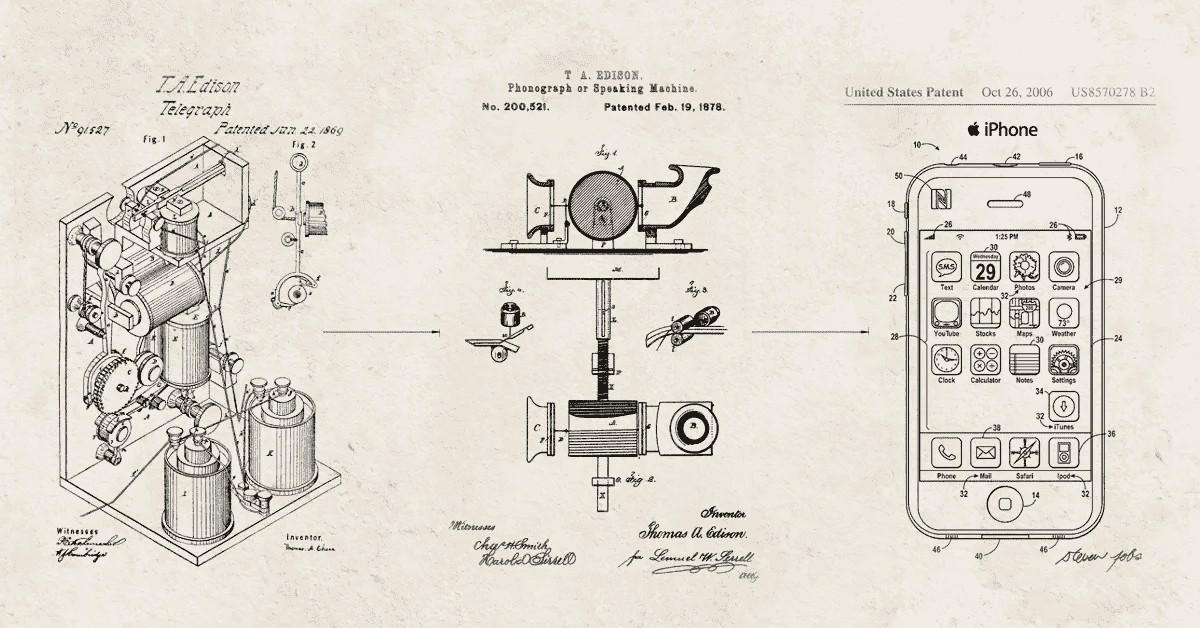 T. A. Edison
Telegraph
No 91527
Patented Jan. 22. 1869
Fig. 1
Fig. 2
Witnesses
Inventor.
Thomas. A. Edison
T A. EDISON.
Phonograph or Speaking Machine.
No. 200,521.
Patented Feb. 19, 1878.
Fig. 1.
C
B
M
Fig. 4.
Fig. 3.
C
Fig 2.
X
Witnesses
Chas H. Smith
Harold Serrell
Inventor
Thomas A. Edison.
for Lemuel W. Serrell
atty
United States Patent Oct 26, 2006 US8570278 B2
iPhone
10
44
42
16
50
N
48
18
12
20
26
1:25 PM
26
30
SMS
Wednesday
29
Text
Calendar
Photos
Camera
32
29
22
280
73°
YouTube
Stocks
Maps
Weather
28
30
24
Clock
Calculator
Notes
Settings
34
32
iTunes
38
36
Phone
Mail
Safari
Ipod
32
32
14
46
40
46
Steven Jobs